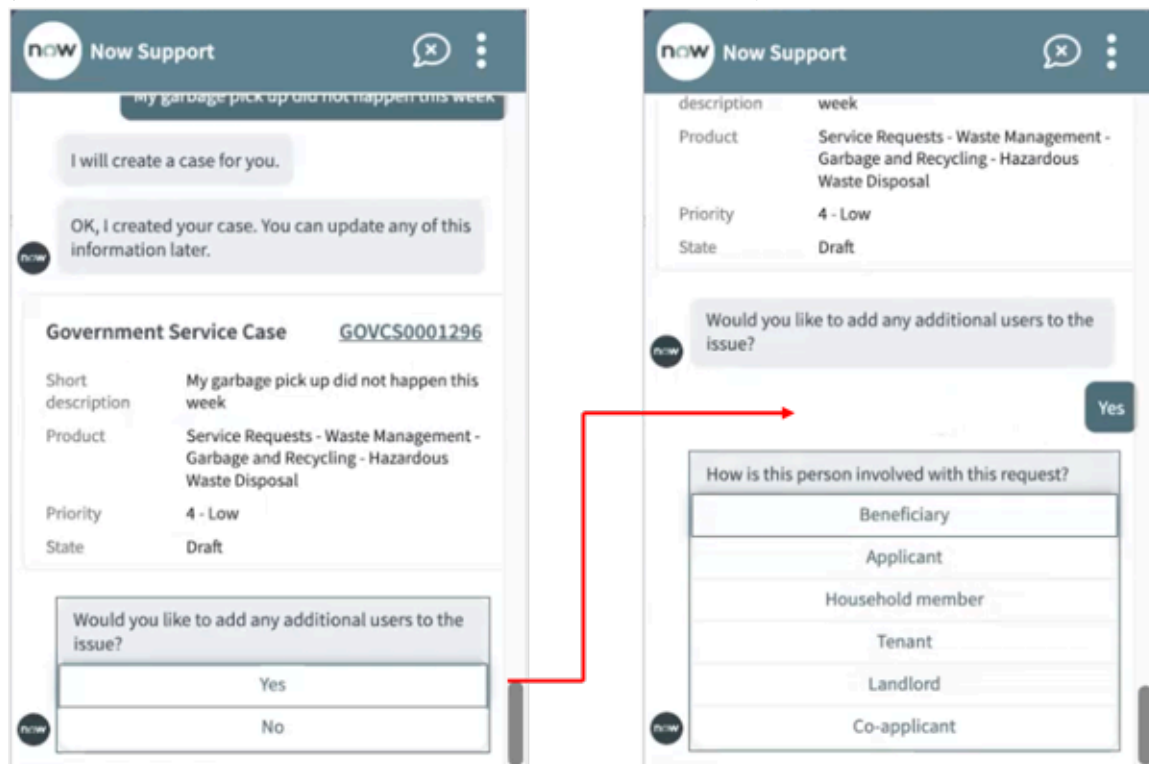 now Now Support
My garbage pick up did not happen this week
I will create a case for you.
OK, I created your case. You can update any of this
information later.
now
Government Service Case GOVCS0001296
Short
description
My garbage pick up did not happen this
week
Product
Service Requests - Waste Management -
Garbage and Recycling - Hazardous
Waste Disposal
Priority 4 - Low
State Draft
Would you like to add any additional users to the
issue?
Yes
No
now
now Now Support
description week
Product
Service Requests - Waste Management -
Garbage and Recycling - Hazardous
Waste Disposal
Priority 4 - Low
State Draft
Would you like to add any additional users to the
issue?
now
Yes
How is this person involved with this request?
Beneficiary
Applicant
Household member
Tenant
Landlord
Co-applicant
now